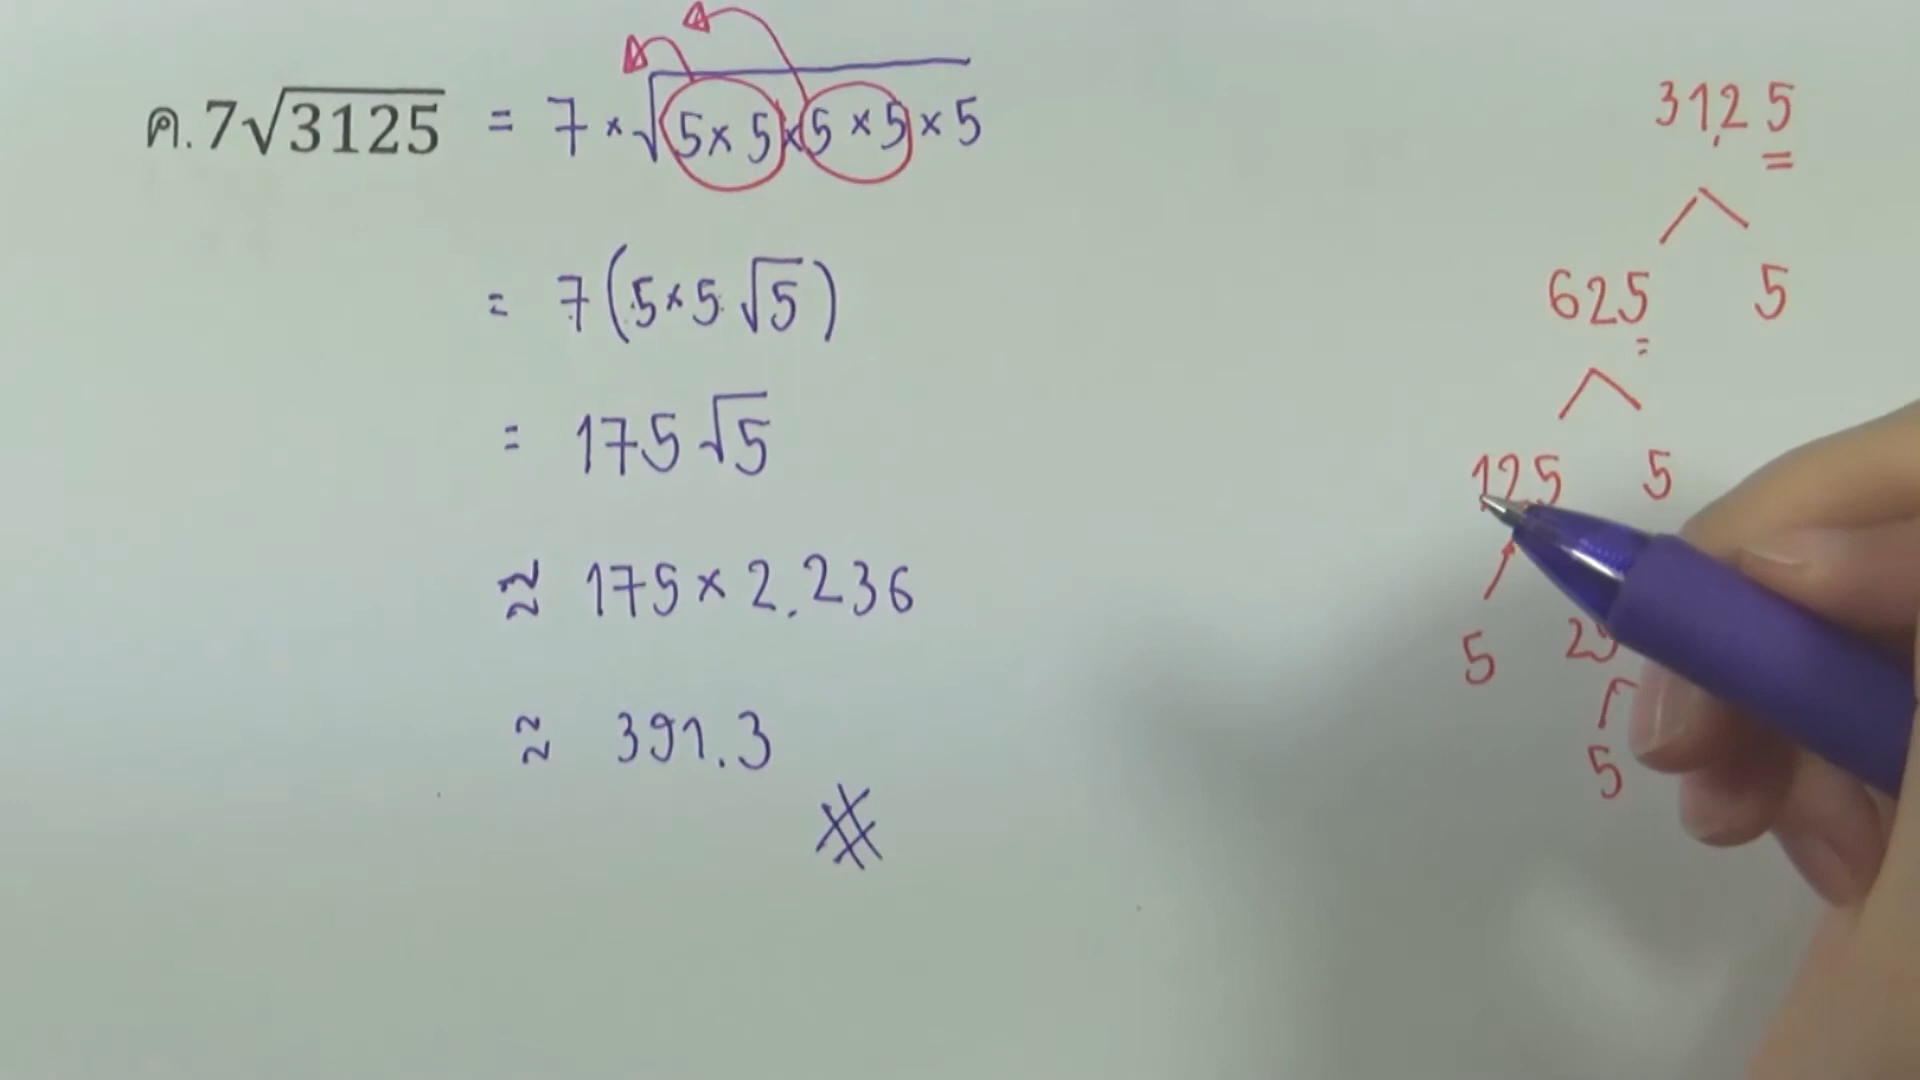 ค. 7√3125 = 7 × √5 × 5 × 5 × 5 × 5
= 7 (5 × 5 √5)
= 175 √5
≈ 175 × 2.236
≈ 391.3
#
3125
625 5
125 5
5 25
5